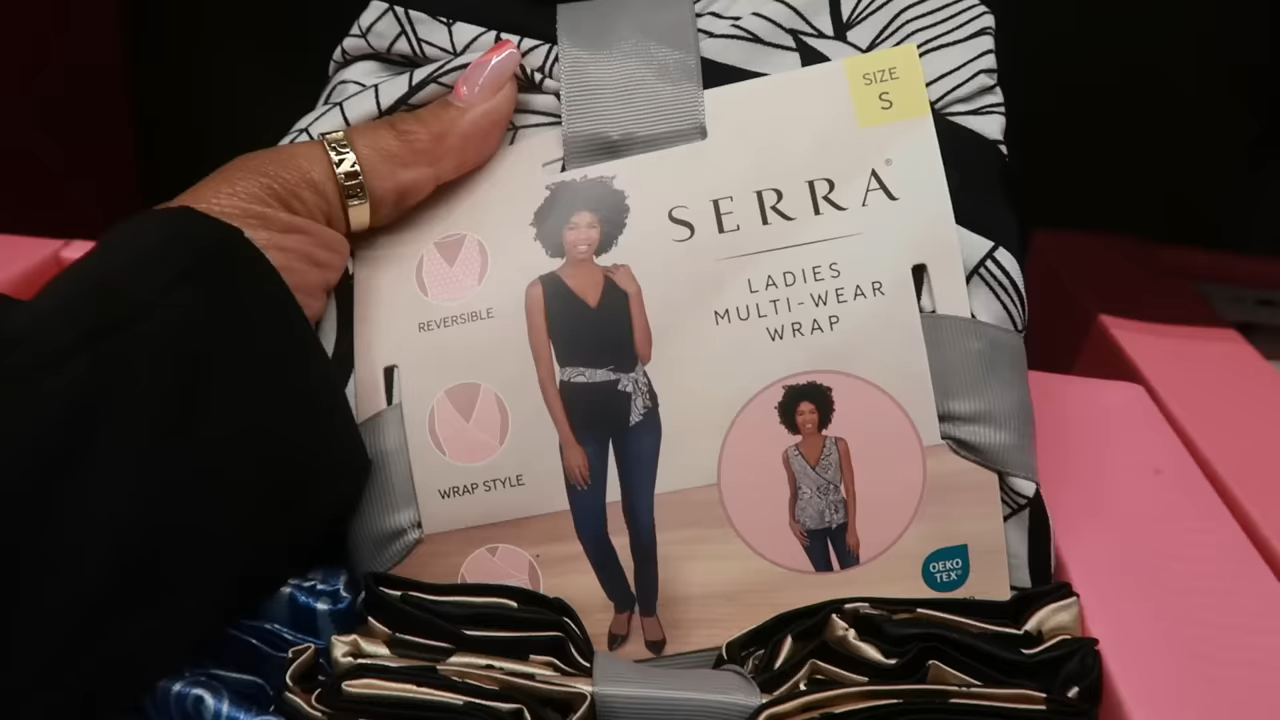 SIZE
S
SERRA®
LADIES
MULTI-WEAR
WRAP
REVERSIBLE
WRAP STYLE
OEKO
TEX®